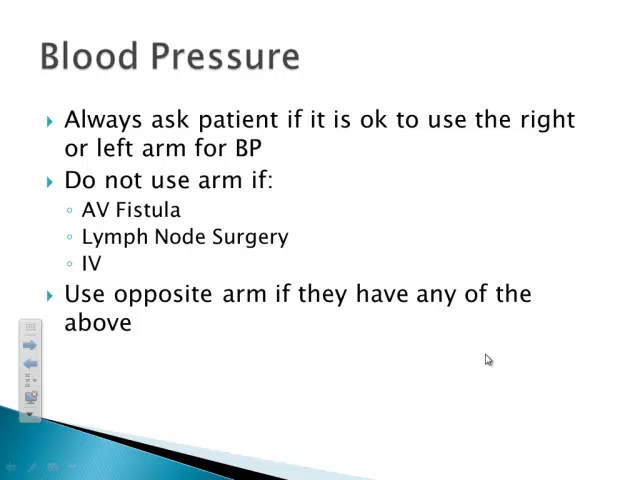 Blood Pressure
Always ask patient if it is ok to use the right
or left arm for BP
Do not use arm if:
AV Fistula
Lymph Node Surgery
IV
Use opposite arm if they have any of the
above